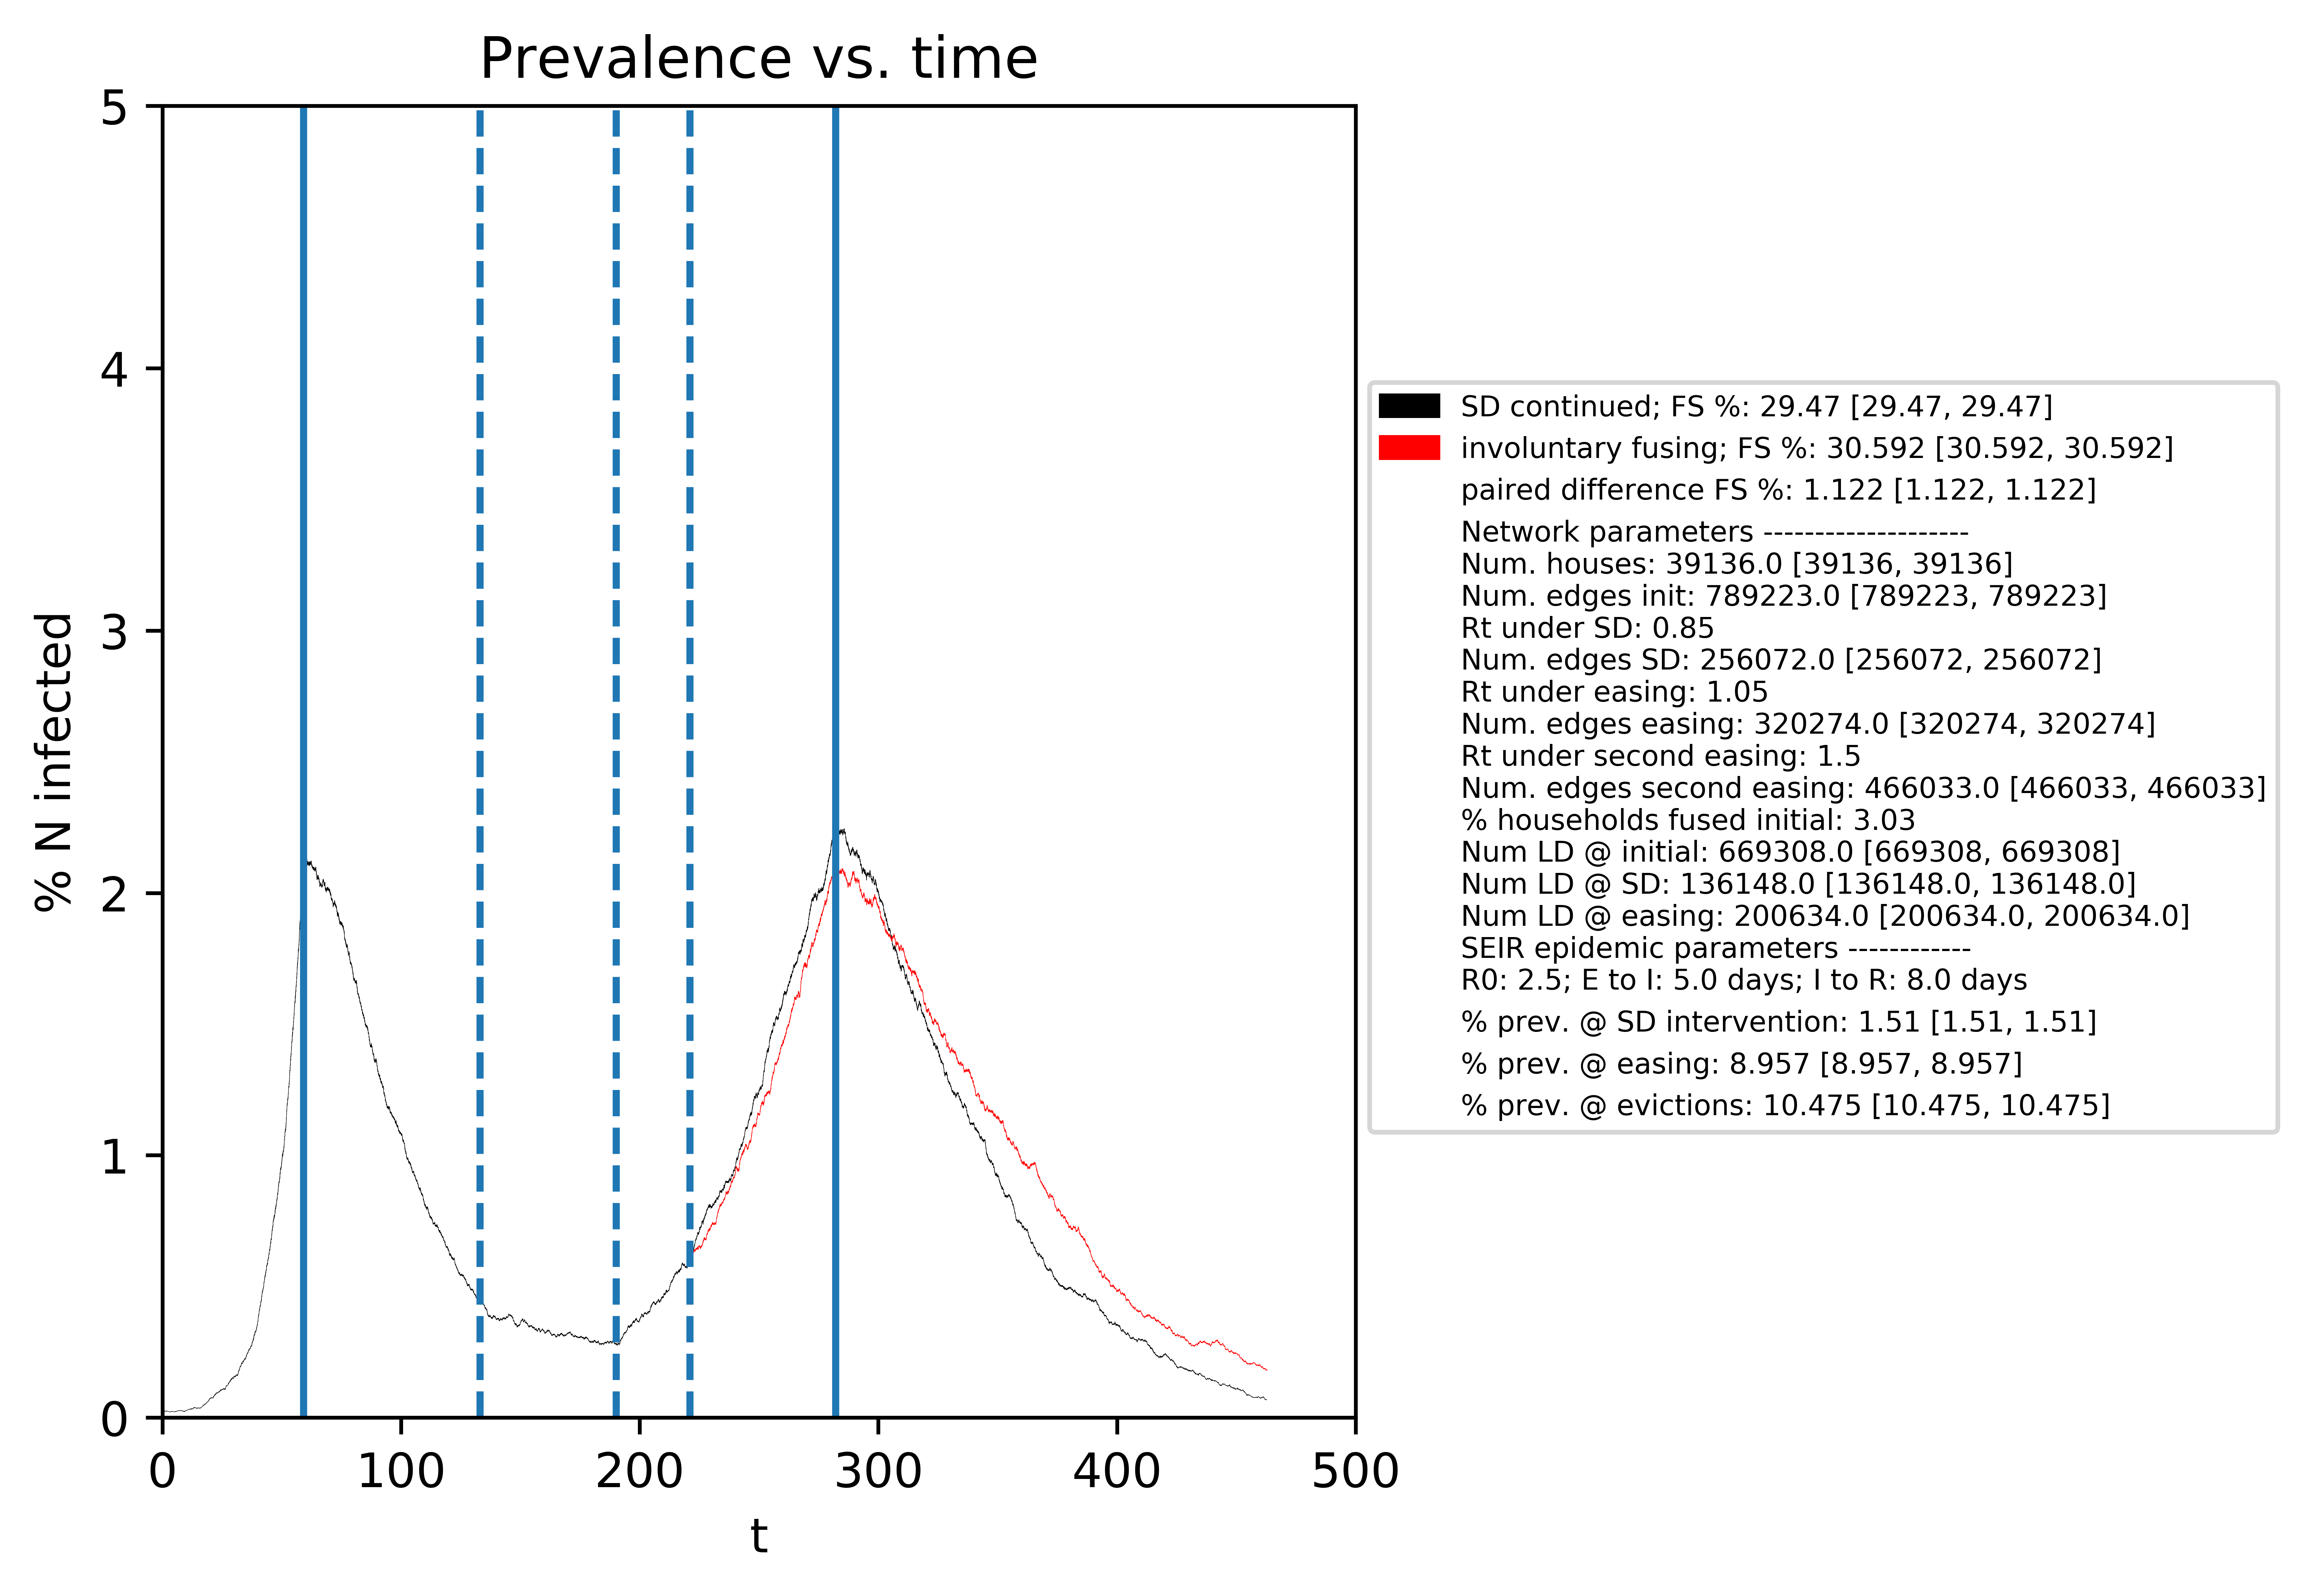 Prevalence vs. time
5
4
3
2
1
0
% N infected
0 100 200 300 400 500
t
SD continued; FS %: 29.47 [29.47, 29.47]
involuntary fusing; FS %: 30.592 [30.592, 30.592]
paired difference FS %: 1.122 [1.122, 1.122]
Network parameters --------------------
Num. houses: 39136.0 [39136, 39136]
Num. edges init: 789223.0 [789223, 789223]
Rt under SD: 0.85
Num. edges SD: 256072.0 [256072, 256072]
Rt under easing: 1.05
Num. edges easing: 320274.0 [320274, 320274]
Rt under second easing: 1.5
Num. edges second easing: 466033.0 [466033, 466033]
% households fused initial: 3.03
Num LD @ initial: 669308.0 [669308, 669308]
Num LD @ SD: 136148.0 [136148.0, 136148.0]
Num LD @ easing: 200634.0 [200634.0, 200634.0]
SEIR epidemic parameters ------------
R0: 2.5; E to I: 5.0 days; I to R: 8.0 days
% prev. @ SD intervention: 1.51 [1.51, 1.51]
% prev. @ easing: 8.957 [8.957, 8.957]
% prev. @ evictions: 10.475 [10.475, 10.475]